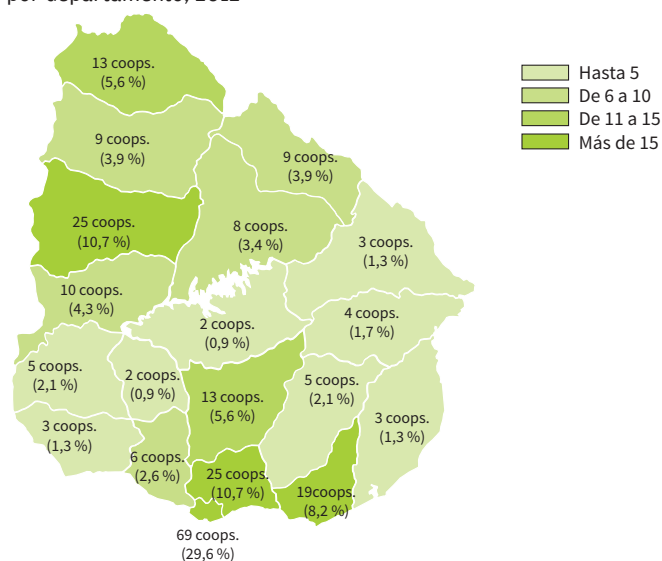 13 coops.
(5,6 %)
9 coops.
(3,9 %)
9 coops.
(3,9 %)
25 coops.
(10,7 %)
8 coops.
(3,4 %)
3 coops.
(1,3 %)
10 coops.
(4,3 %)
2 coops.
(0,9 %)
4 coops.
(1,7 %)
5 coops.
(2,1 %)
2 coops.
(0,9 %)
13 coops.
(5,6 %)
5 coops.
(2,1 %)
3 coops.
(1,3 %)
3 coops.
(1,3 %)
6 coops.
(2,6 %)
25 coops.
(10,7 %)
19coops.
(8,2 %)
69 coops.
(29,6 %)
Hasta 5
De 6 a 10
De 11 a 15
Más de 15